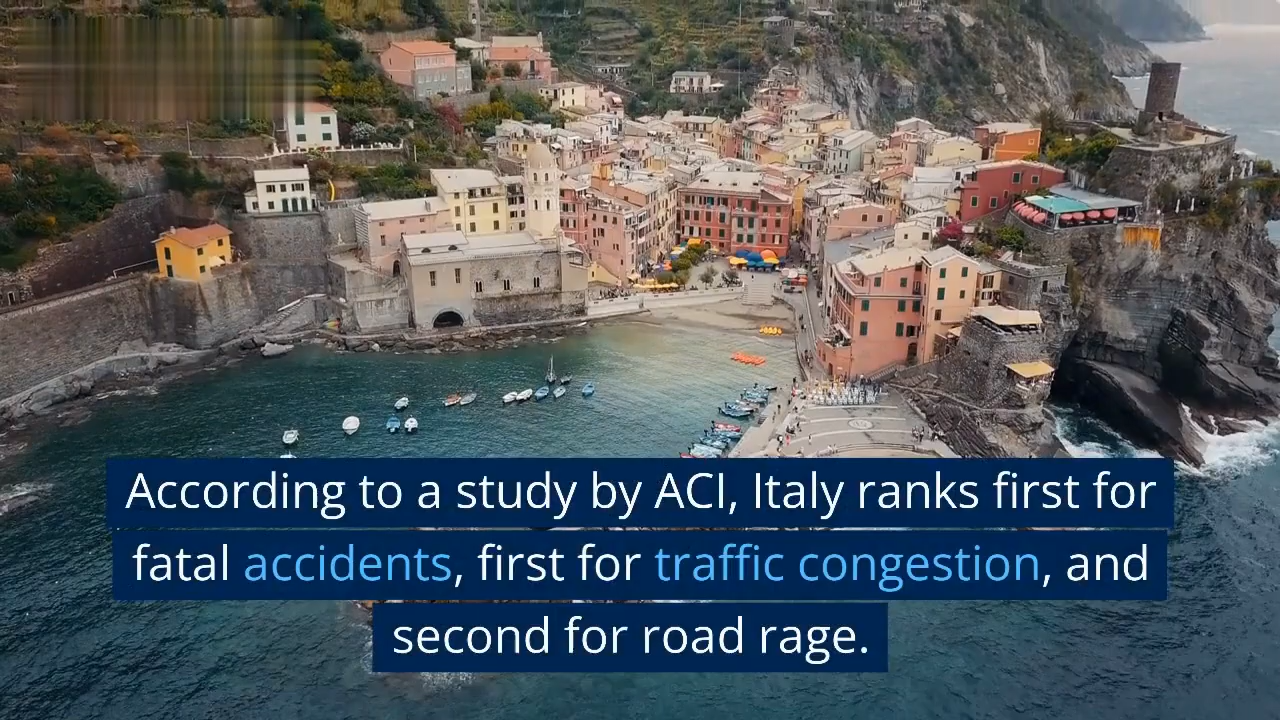 According to a study by ACI, Italy ranks first for
fatal accidents, first for traffic congestion, and
second for road rage.